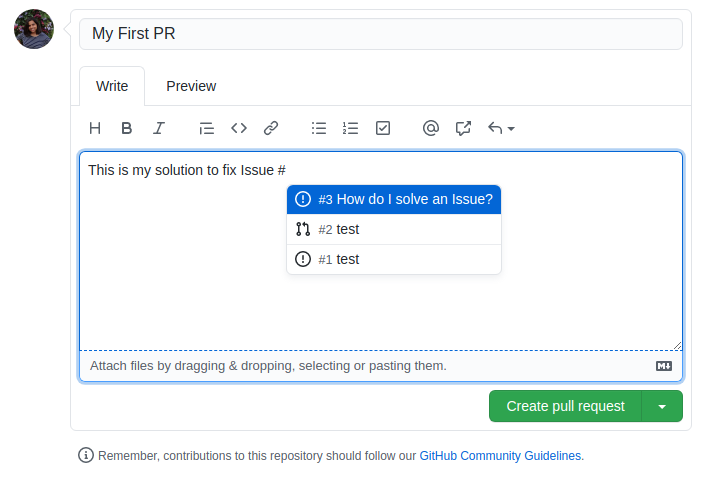 My First PR
Write Preview
H B I
This is my solution to fix Issue #
#3 How do I solve an Issue?
#2 test
#1 test
Attach files by dragging & dropping, selecting or pasting them.
Create pull request
Remember, contributions to this repository should follow our GitHub Community Guidelines.